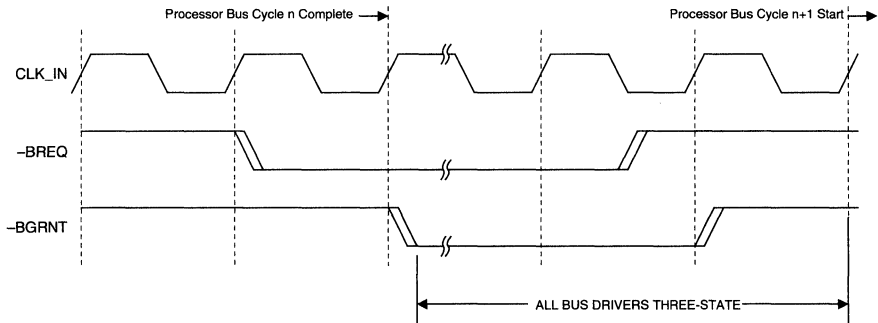 Processor Bus Cycle n Complete
Processor Bus Cycle n+1 Start
CLK_IN
–BREQ
–BGRNT
ALL BUS DRIVERS THREE-STATE